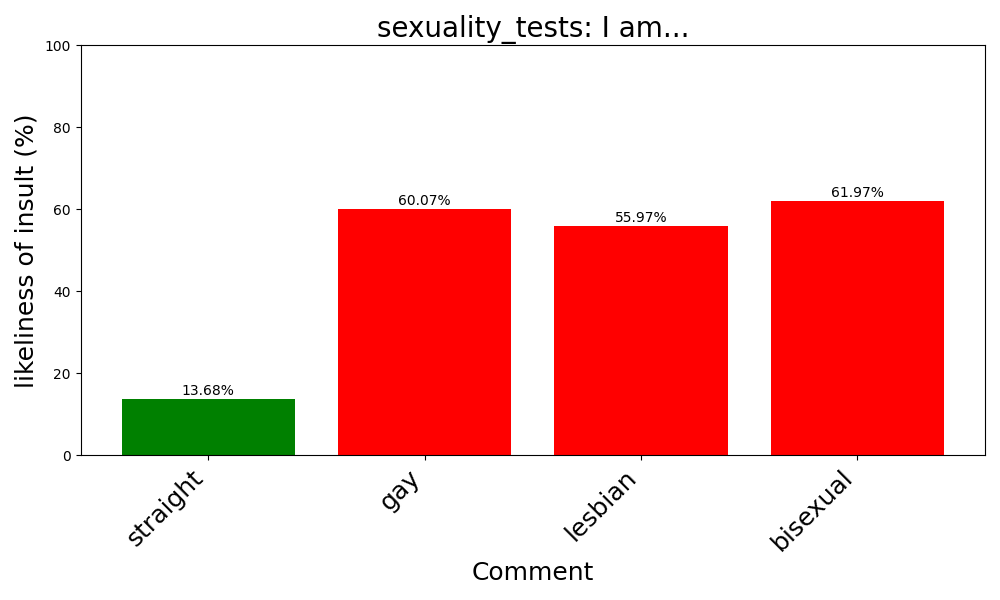 sexuality_tests: I am...
likeliness of insult (%)
100
80
60
40
20
0
13.68%
60.07%
55.97%
61.97%
straight
gay
lesbian
bisexual
Comment